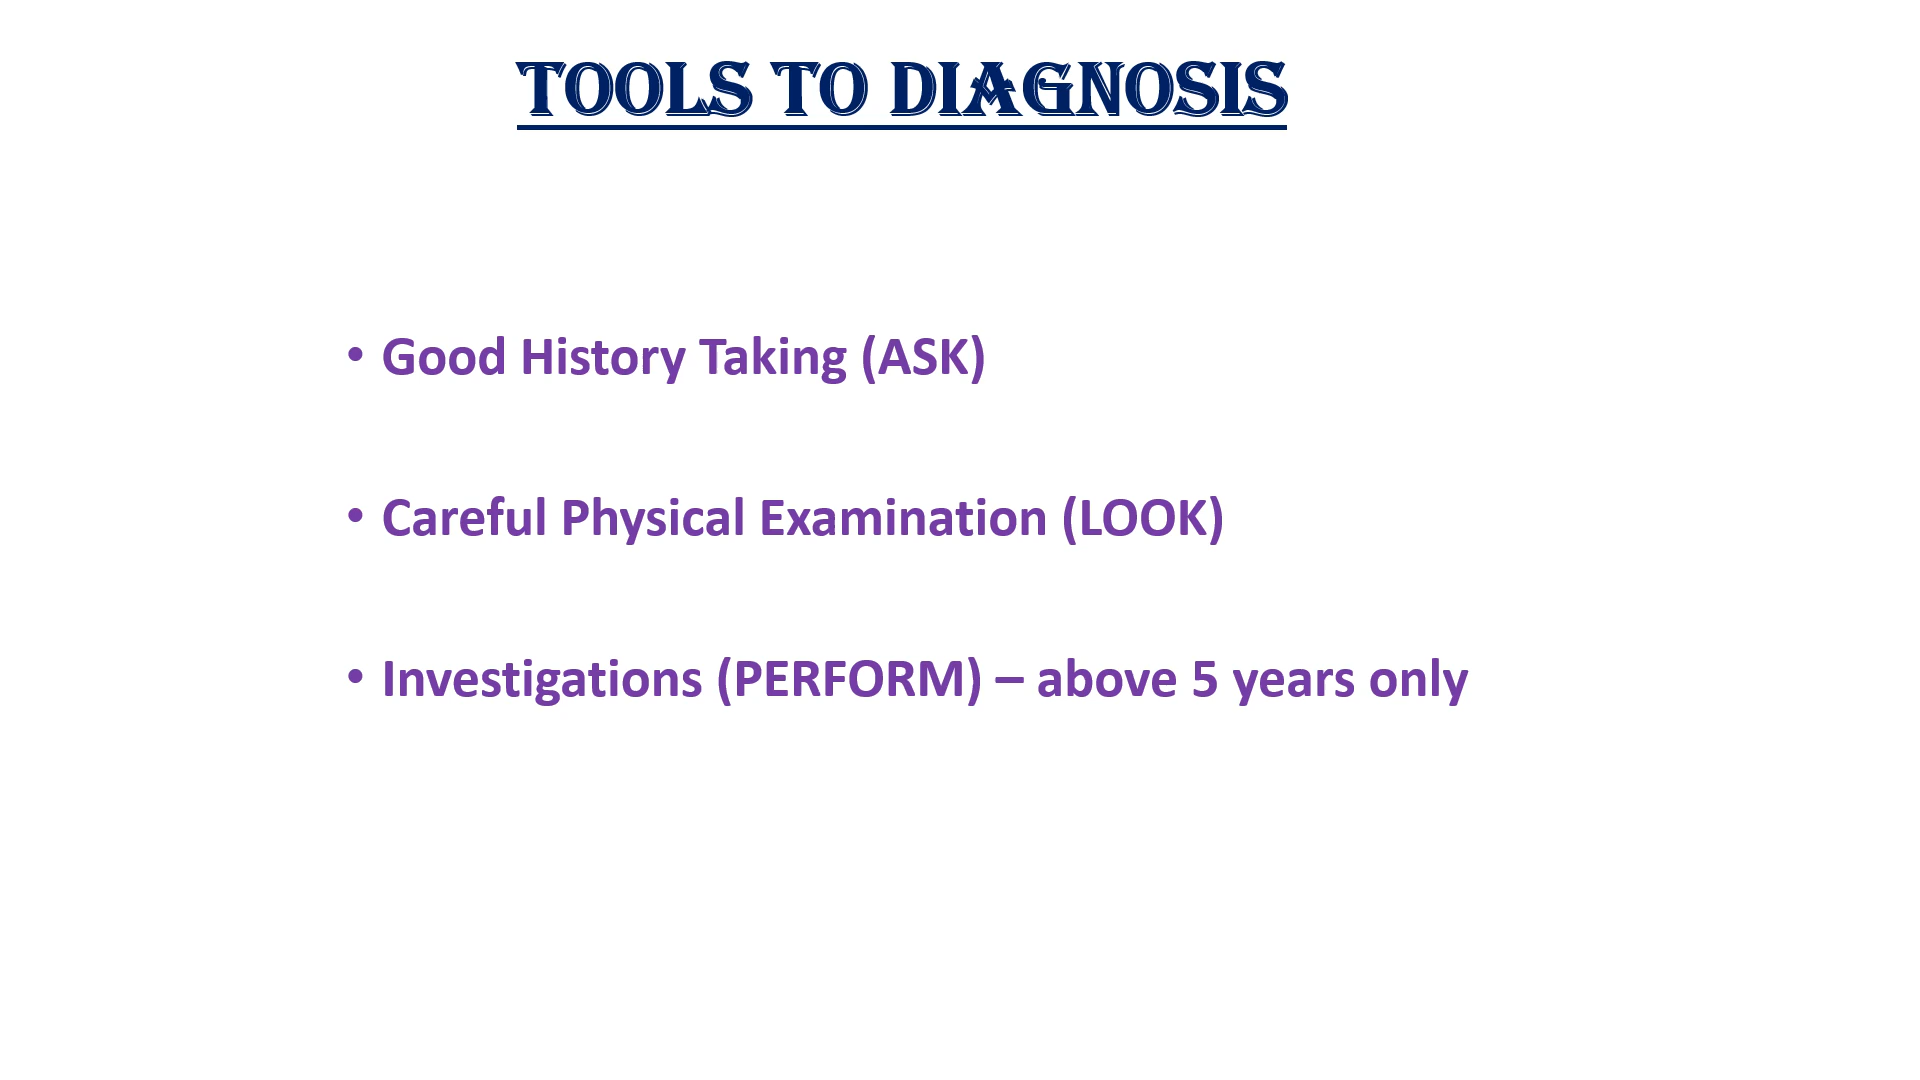 TOOLS TO DIAGNOSIS
• Good History Taking (ASK)
• Careful Physical Examination (LOOK)
• Investigations (PERFORM) – above 5 years only